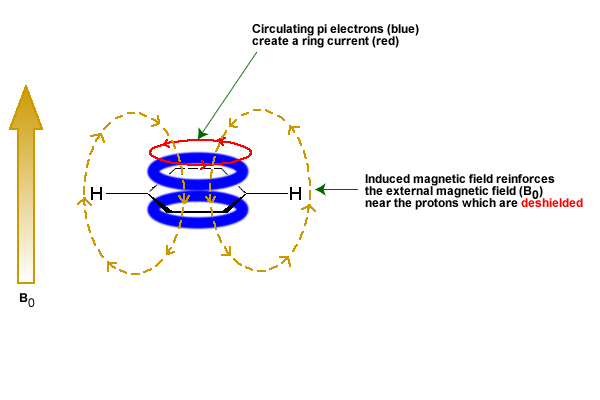 Circulating pi electrons (blue)
create a ring current (red)
H
H
Induced magnetic field reinforces
the external magnetic field (B0)
near the protons which are deshielded
B0